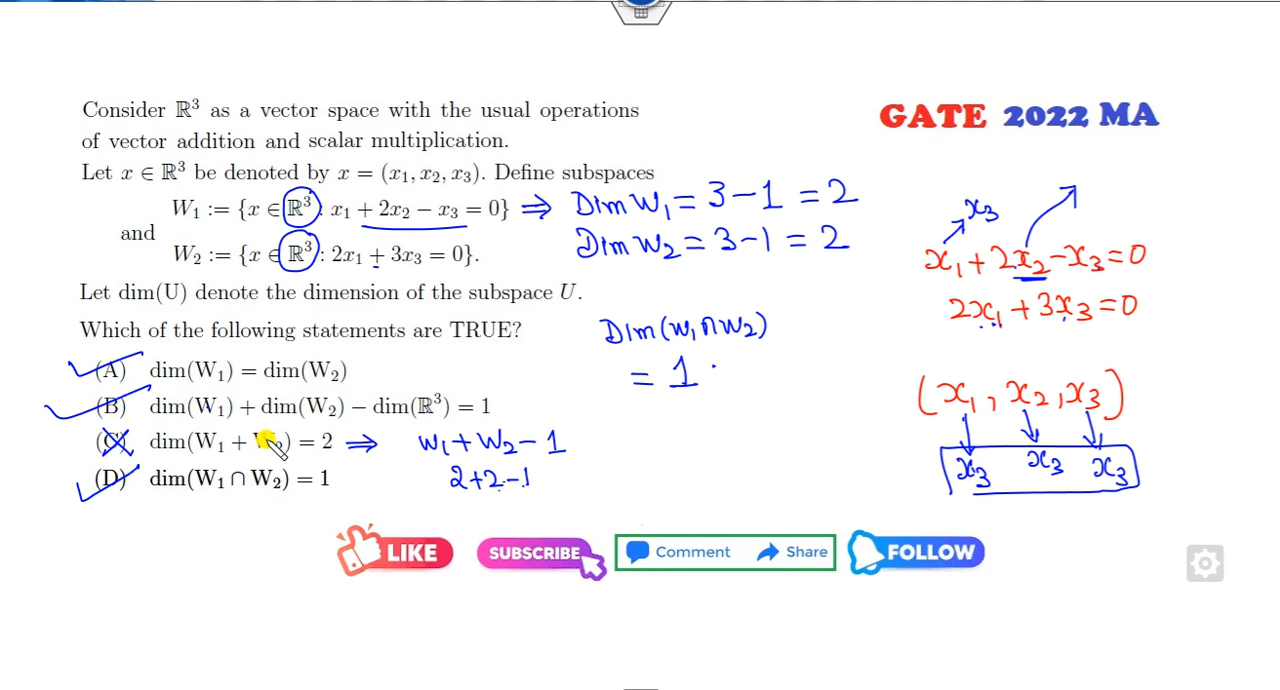 Consider ℝ³ as a vector space with the usual operations
of vector addition and scalar multiplication.
GATE 2022 MA
Let x ∈ ℝ³ be denoted by x = (x₁, x₂, x₃). Define subspaces
W₁ := {x ∈ ℝ³: x₁ + 2x₂ − x₃ = 0} ⇒ Dim W₁ = 3 − 1 = 2
and
W₂ := {x ∈ ℝ³: 2x₁ + 3x₃ = 0}.
Dim W₂ = 3 − 1 = 2
x₃
x₁ + 2x₂ − x₃ = 0
2x₁ + 3x₃ = 0
Let dim(U) denote the dimension of the subspace U.
Which of the following statements are TRUE?
Dim(W₁ ∩ W₂)
= 1
(A) dim(W₁) = dim(W₂)
(B) dim(W₁) + dim(W₂) − dim(ℝ³) = 1
(C) dim(W₁ + ) = 2 ⇒ W₁ + W₂ − 1
(D) dim(W₁ ∩ W₂) = 1
2 + 2 − 1
(x₁, x₂, x₃)
x₃ x₃ x₃
LIKE
SUBSCRIBE
Comment
Share
FOLLOW